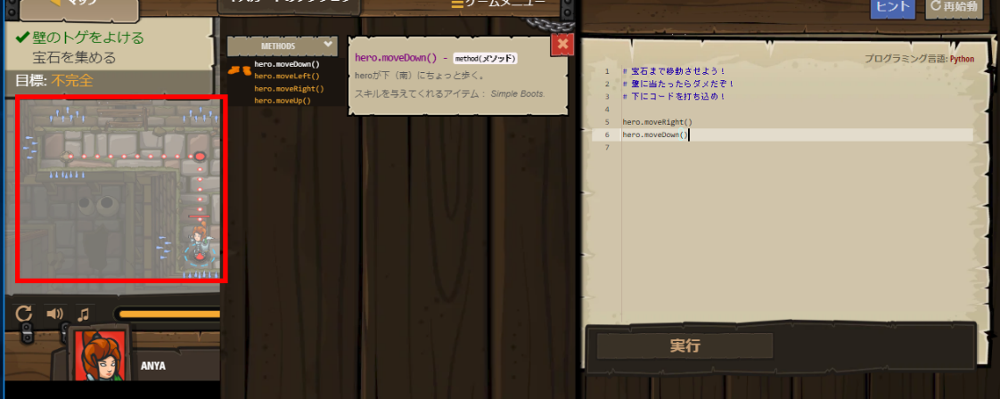 マップ
ゲームメニュー
ヒント
再始動
壁のトゲをよける
宝石を集める
目標: 不完全
METHODS
hero.moveDown()
hero.moveLeft()
hero.moveRight()
hero.moveUp()
hero.moveDown() - method(メソッド)
heroが下（南）にちょっと歩く。
スキルを与えてくれるアイテム： Simple Boots.
プログラミング言語: Python
1 # 宝石まで移動させよう！
2 # 壁に当たったらダメだぞ！
3 # 下にコードを打ち込め！
4
5 hero.moveRight()
6 hero.moveDown()
7
実行
ANYA